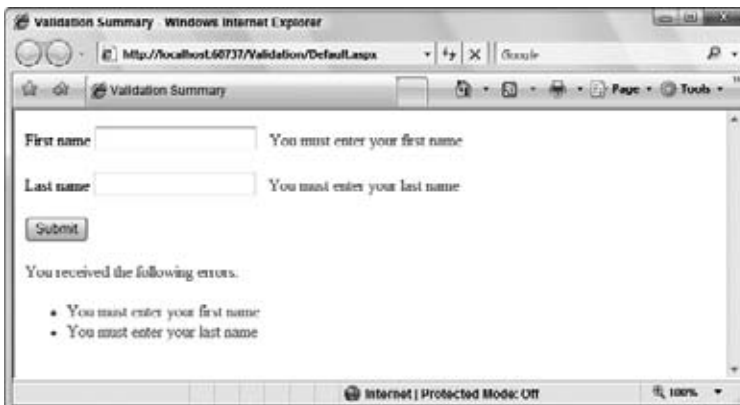 Validation Summary - Windows Internet Explorer
http://localhost:60737/Validation/Default.aspx
Google
Validation Summary
Page
Tools
First name You must enter your first name
Last name You must enter your last name
Submit
You received the following errors.
• You must enter your first name
• You must enter your last name
Internet | Protected Mode: Off
100%